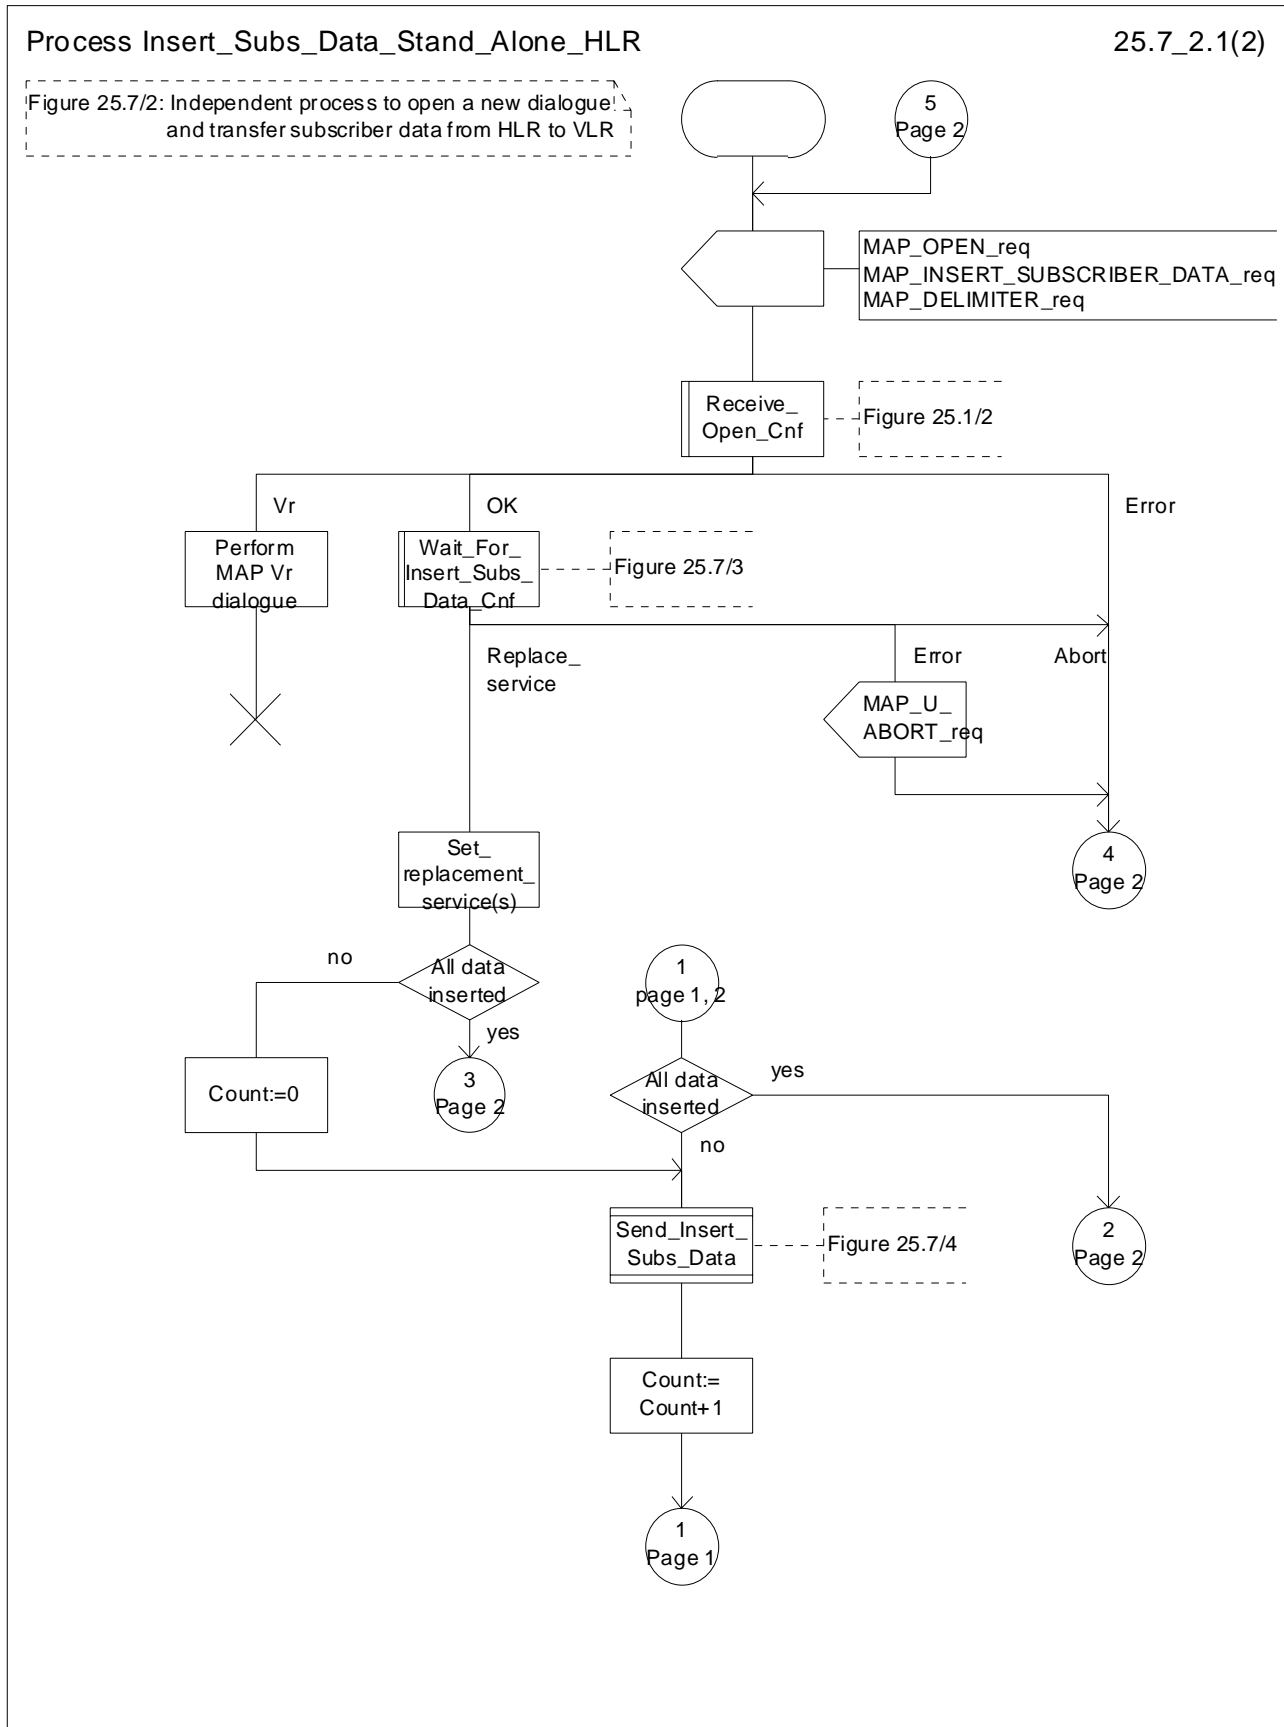 Process Insert_Subs_Data_Stand_Alone_HLR
25.7_2.1(2)
Figure 25.7/2: Independent process to open a new dialogue
and transfer subscriber data from HLR to VLR
5
Page 2
MAP_OPEN_req
MAP_INSERT_SUBSCRIBER_DATA_req
MAP_DELIMITER_req
Receive_
Open_Cnf
Figure 25.1/2
Vr
OK
Error
Perform
MAP Vr
dialogue
Wait_For_
Insert_Subs_
Data_Cnf
Figure 25.7/3
Replace_
service
Error
Abort
MAP_U_
ABORT_req
Set_
replacement_
service(s)
4
Page 2
no
All data
inserted
yes
1
page 1, 2
Count:=0
3
Page 2
All data
inserted
yes
no
Send_Insert_
Subs_Data
Figure 25.7/4
2
Page 2
Count:=
Count+1
1
Page 1